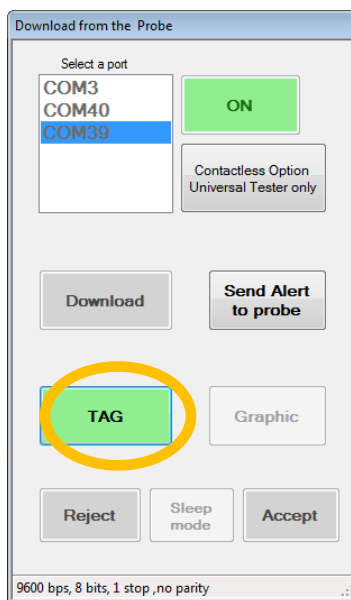 Download from the Probe
Select a port
COM3
COM40
COM39
ON
Contactless Option
Universal Tester only
Download
Send Alert
to probe
TAG
Graphic
Reject
Sleep
mode
Accept
9600 bps, 8 bits, 1 stop ,no parity